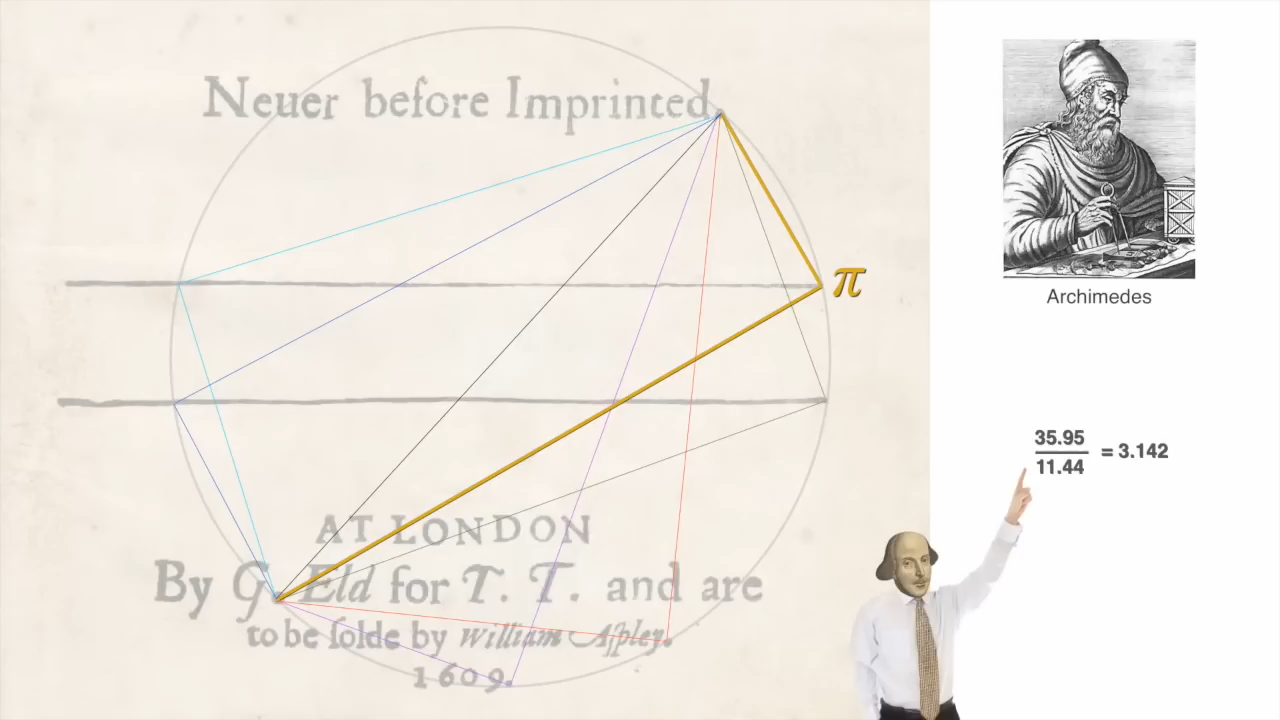 Neuer before Imprinted.
π
AT LONDON
By G. Eld for T. T. and are
to be ſolde by William Aſpley.
1609.
Archimedes
35.95
11.44
= 3.142